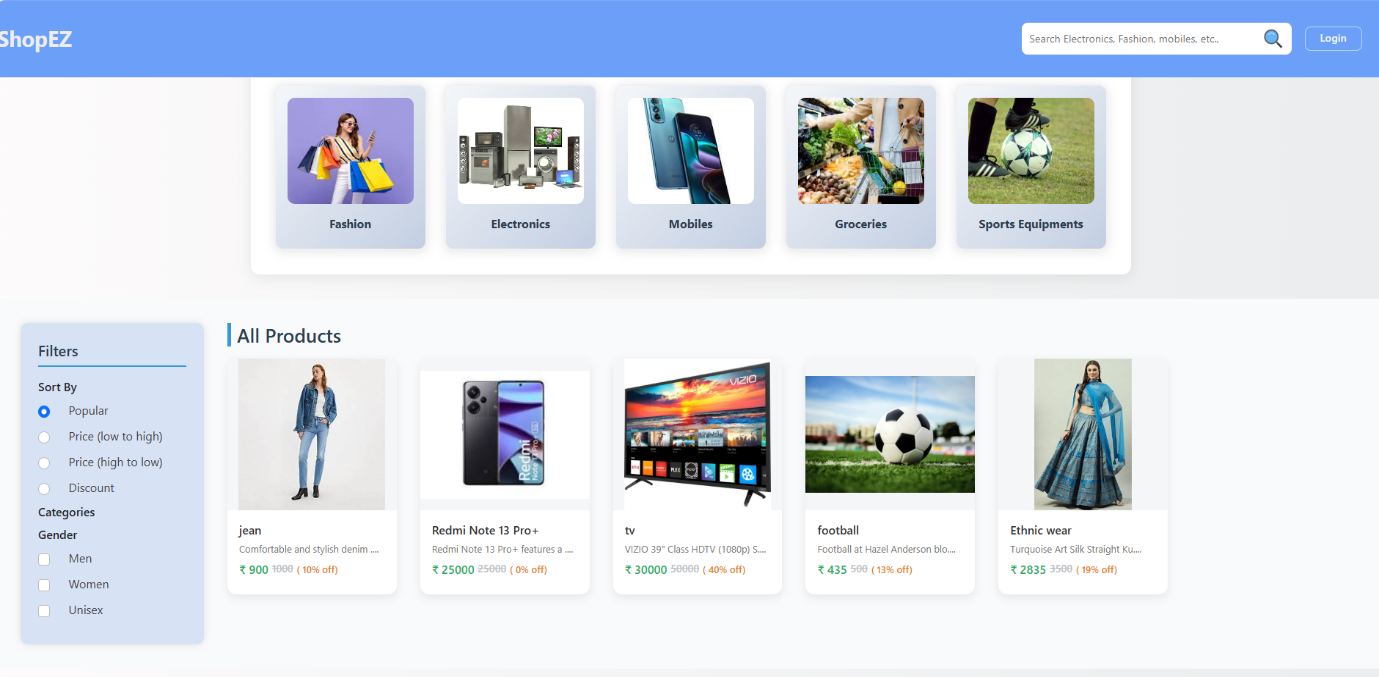 ShopEZ
Search Electronics, Fashion, mobiles, etc..
Login
Fashion
Electronics
Mobiles
Groceries
Sports Equipments
Filters
Sort By
Popular
Price (low to high)
Price (high to low)
Discount
Categories
Gender
Men
Women
Unisex
All Products
jean
Comfortable and stylish denim ....
₹ 900 1000 ( 10% off)
Redmi
Redmi Note 13 Pro+
Redmi Note 13 Pro+ features a ....
₹ 25000 25000 ( 0% off)
VIZIO
tv
VIZIO 39" Class HDTV (1080p) S....
₹ 30000 50000 ( 40% off)
football
Football at Hazel Anderson blo....
₹ 435 500 ( 13% off)
Ethnic wear
Turquoise Art Silk Straight Ku....
₹ 2835 3500 ( 19% off)